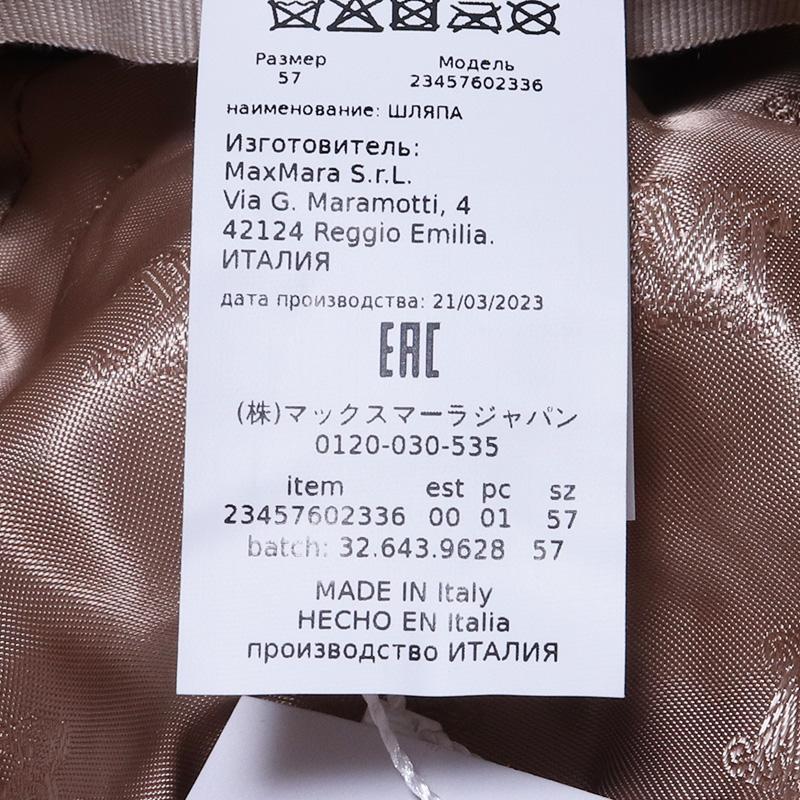 Размер Модель
57 23457602336
наименование: ШЛЯПА
Изготовитель:
MaxMara S.r.L.
Via G. Maramotti, 4
42124 Reggio Emilia.
ИТАЛИЯ
дата производства: 21/03/2023
EAC
(株)マックスマーラジャパン
0120-030-535
item est pc sz
23457602336 00 01 57
batch: 32.643.9628 57
MADE IN Italy
HECHO EN Italia
производство ИТАЛИЯ